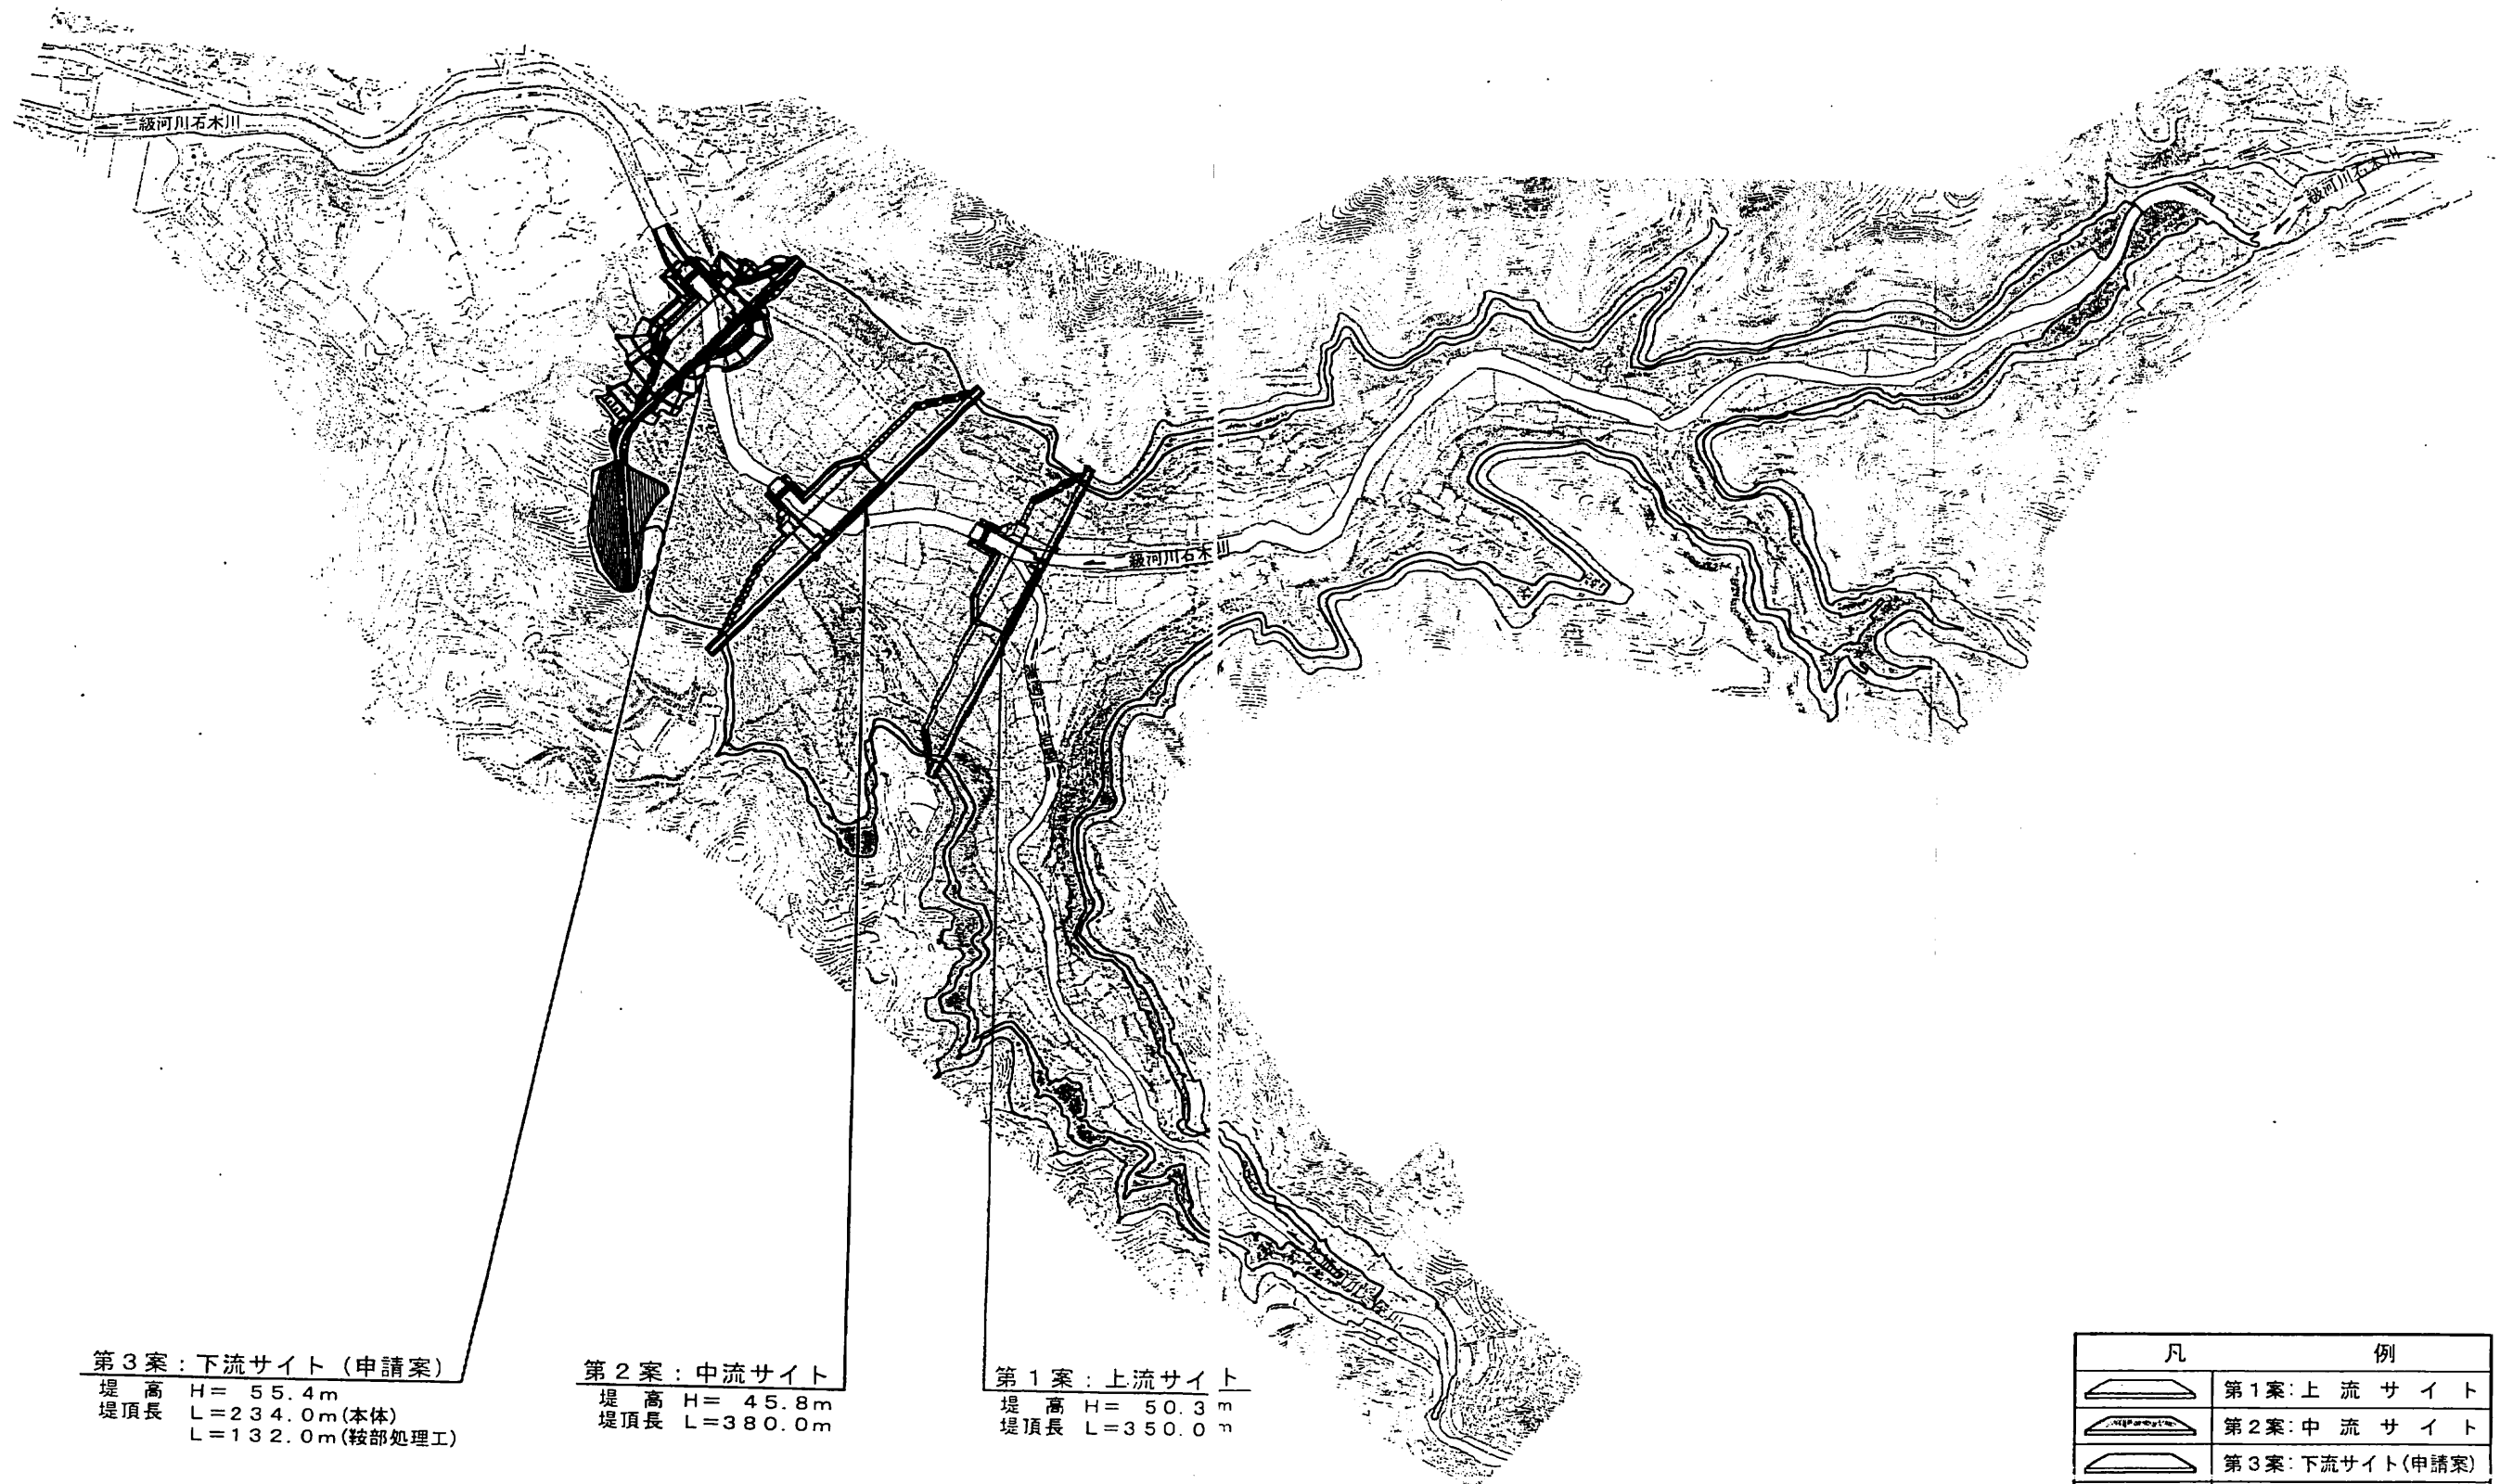 二級河川石木川
級河川石木川
級河川石木川
第3案:下流サイト(申請案)
堤 高 H= 55.4m
堤頂長 L=234.0m(本体)
L=132.0m(鞍部処理工)
第2案:中流サイト
堤 高 H= 45.8m
堤頂長 L=380.0m
第1案:上流サイト
堤 高 H= 50.3m
堤頂長 L=350.0m
凡 例
第1案:上 流 サ イ ト
第2案:中 流 サ イ ト
第3案:下流サイト(申請案)